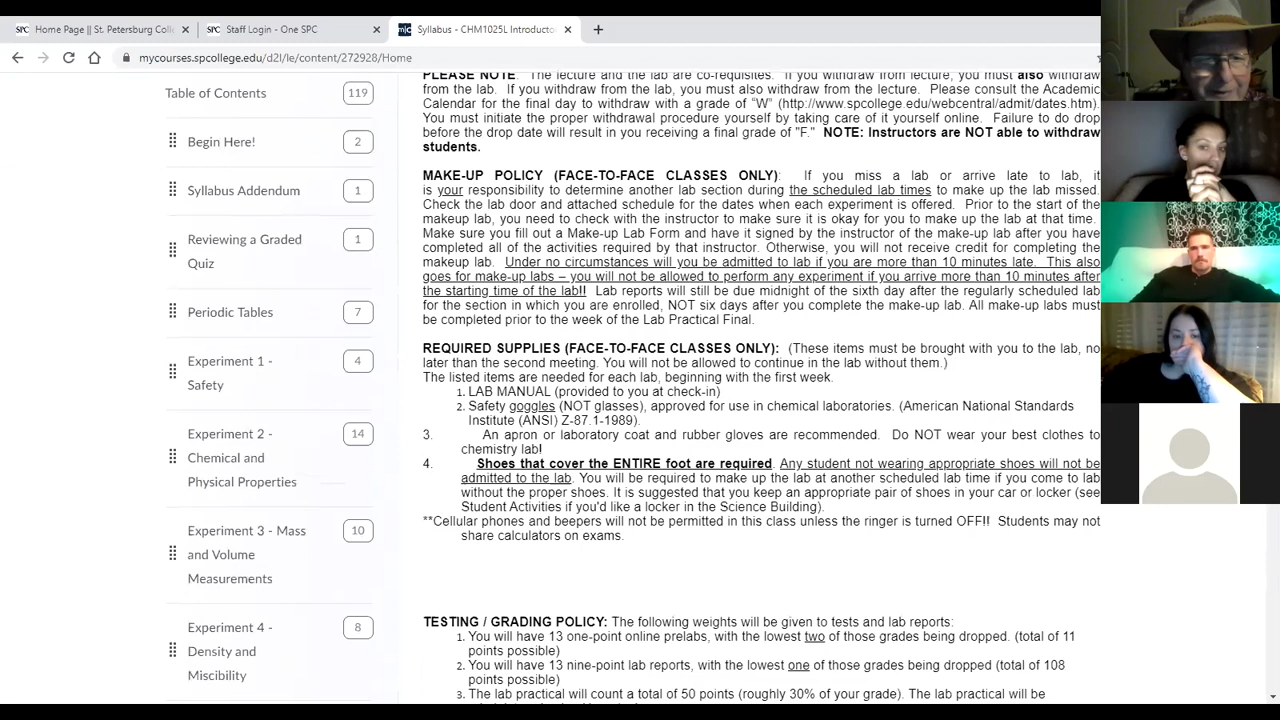 Home Page || St. Petersburg Coll
Staff Login - One SPC
Syllabus - CHM1025L Introducto
mycourses.spcollege.edu/d2l/le/content/272928/Home
Table of Contents 119
Begin Here! 2
Syllabus Addendum 1
Reviewing a Graded 1
Quiz
Periodic Tables 7
Experiment 1 - 4
Safety
Experiment 2 - 14
Chemical and
Physical Properties
Experiment 3 - Mass 10
and Volume
Measurements
Experiment 4 - 8
Density and
Miscibility
PLEASE NOTE: The lecture and the lab are co-requisites. If you withdraw from lecture, you must also withdraw
from the lab. If you withdraw from the lab, you must also withdraw from the lecture. Please consult the Academic
Calendar for the final day to withdraw with a grade of "W" (http://www.spcollege.edu/webcentral/admit/dates.htm).
You must initiate the proper withdrawal procedure yourself by taking care of it yourself online. Failure to do drop
before the drop date will result in you receiving a final grade of "F." NOTE: Instructors are NOT able to withdraw
students.
MAKE-UP POLICY (FACE-TO-FACE CLASSES ONLY): If you miss a lab or arrive late to lab, it
is your responsibility to determine another lab section during the scheduled lab times to make up the lab missed.
Check the lab door and attached schedule for the dates when each experiment is offered. Prior to the start of the
makeup lab, you need to check with the instructor to make sure it is okay for you to make up the lab at that time.
Make sure you fill out a Make-up Lab Form and have it signed by the instructor of the make-up lab after you have
completed all of the activities required by that instructor. Otherwise, you will not receive credit for completing the
makeup lab. Under no circumstances will you be admitted to lab if you are more than 10 minutes late. This also
goes for make-up labs – you will not be allowed to perform any experiment if you arrive more than 10 minutes after
the starting time of the lab!! Lab reports will still be due midnight of the sixth day after the regularly scheduled lab
for the section in which you are enrolled, NOT six days after you complete the make-up lab. All make-up labs must
be completed prior to the week of the Lab Practical Final.
REQUIRED SUPPLIES (FACE-TO-FACE CLASSES ONLY): (These items must be brought with you to the lab, no
later than the second meeting. You will not be allowed to continue in the lab without them.)
The listed items are needed for each lab, beginning with the first week.
1. LAB MANUAL (provided to you at check-in)
2. Safety goggles (NOT glasses), approved for use in chemical laboratories. (American National Standards
Institute (ANSI) Z-87.1-1989).
3. An apron or laboratory coat and rubber gloves are recommended. Do NOT wear your best clothes to
chemistry lab!
4. Shoes that cover the ENTIRE foot are required. Any student not wearing appropriate shoes will not be
admitted to the lab. You will be required to make up the lab at another scheduled lab time if you come to lab
without the proper shoes. It is suggested that you keep an appropriate pair of shoes in your car or locker (see
Student Activities if you'd like a locker in the Science Building).
**Cellular phones and beepers will not be permitted in this class unless the ringer is turned OFF!! Students may not
share calculators on exams.
TESTING / GRADING POLICY: The following weights will be given to tests and lab reports:
1. You will have 13 one-point online prelabs, with the lowest two of those grades being dropped. (total of 11
points possible)
2. You will have 13 nine-point lab reports, with the lowest one of those grades being dropped (total of 108
points possible)
3. The lab practical will count a total of 50 points (roughly 30% of your grade). The lab practical will be